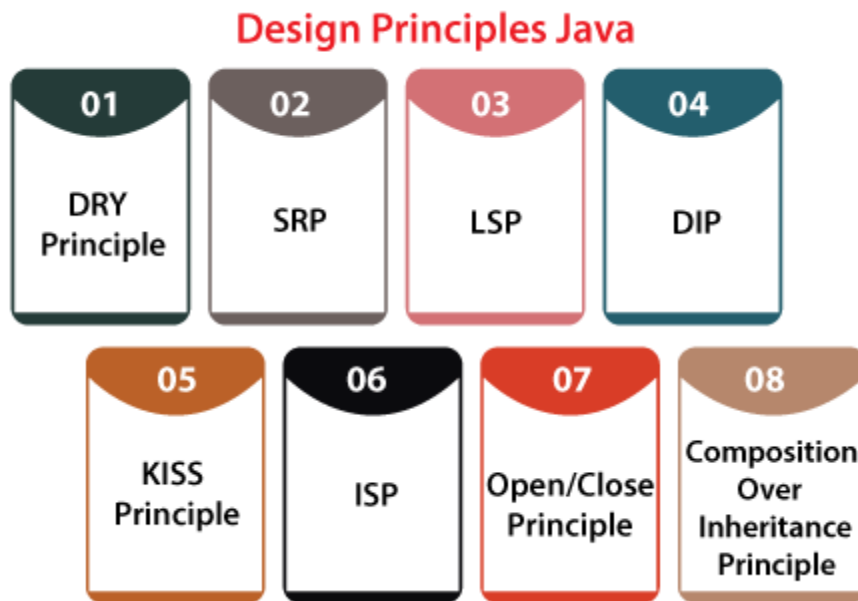 Design Principles Java
01
DRY
Principle
02
SRP
03
LSP
04
DIP
05
KISS
Principle
06
ISP
07
Open/Close
Principle
08
Composition
Over
Inheritance
Principle